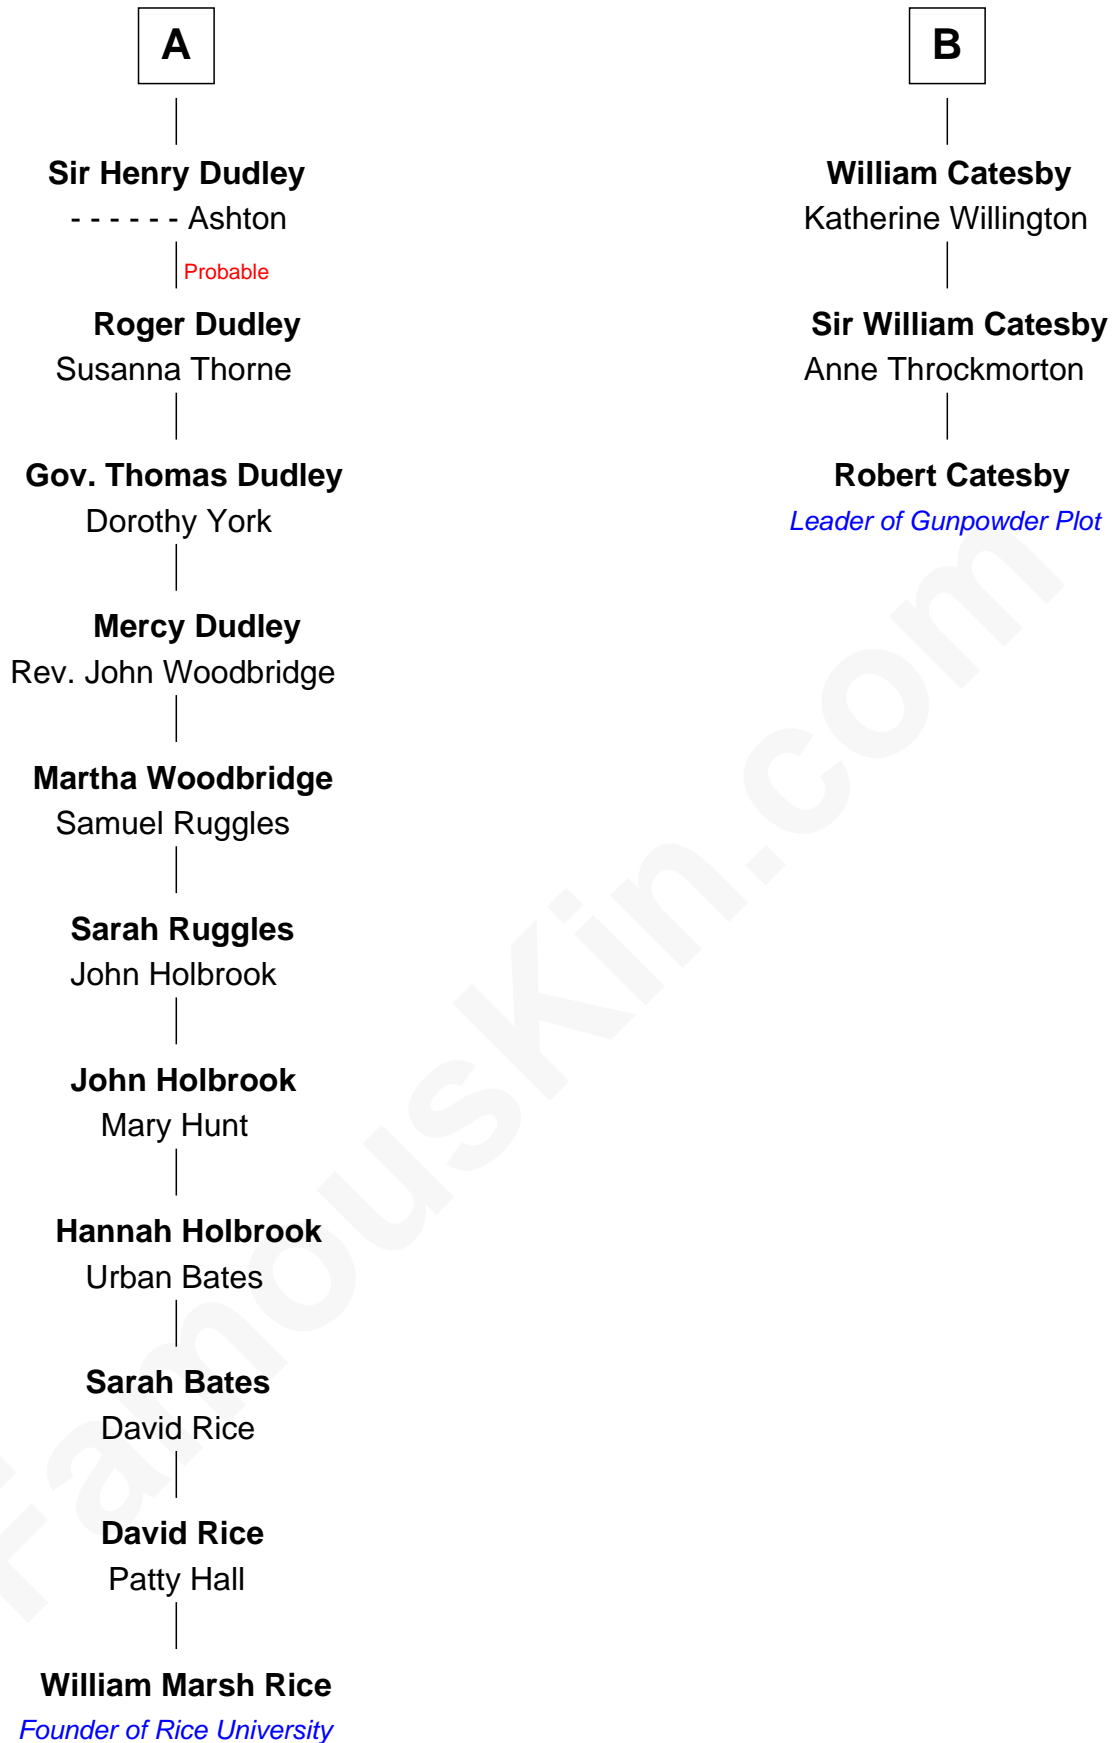 A
Sir Henry Dudley
- - - - - - Ashton
Probable
Roger Dudley
Susanna Thorne
Gov. Thomas Dudley
Dorothy York
Mercy Dudley
Rev. John Woodbridge
Martha Woodbridge
Samuel Ruggles
Sarah Ruggles
John Holbrook
John Holbrook
Mary Hunt
Hannah Holbrook
Urban Bates
Sarah Bates
David Rice
David Rice
Patty Hall
William Marsh Rice
Founder of Rice University
B
William Catesby
Katherine Willington
Sir William Catesby
Anne Throckmorton
Robert Catesby
Leader of Gunpowder Plot
FamousKin.com